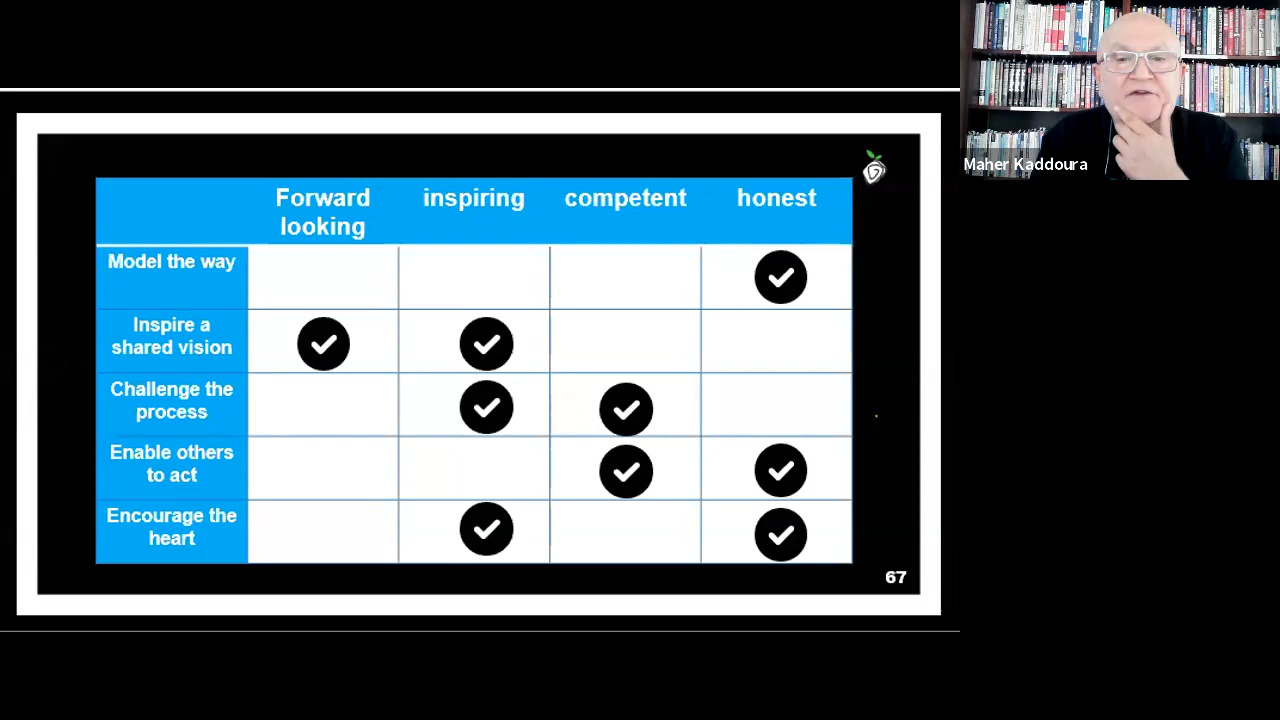 Maher Kaddoura
Forward
looking
inspiring
competent
honest
Model the way
Inspire a
shared vision
Challenge the
process
Enable others
to act
Encourage the
heart
67